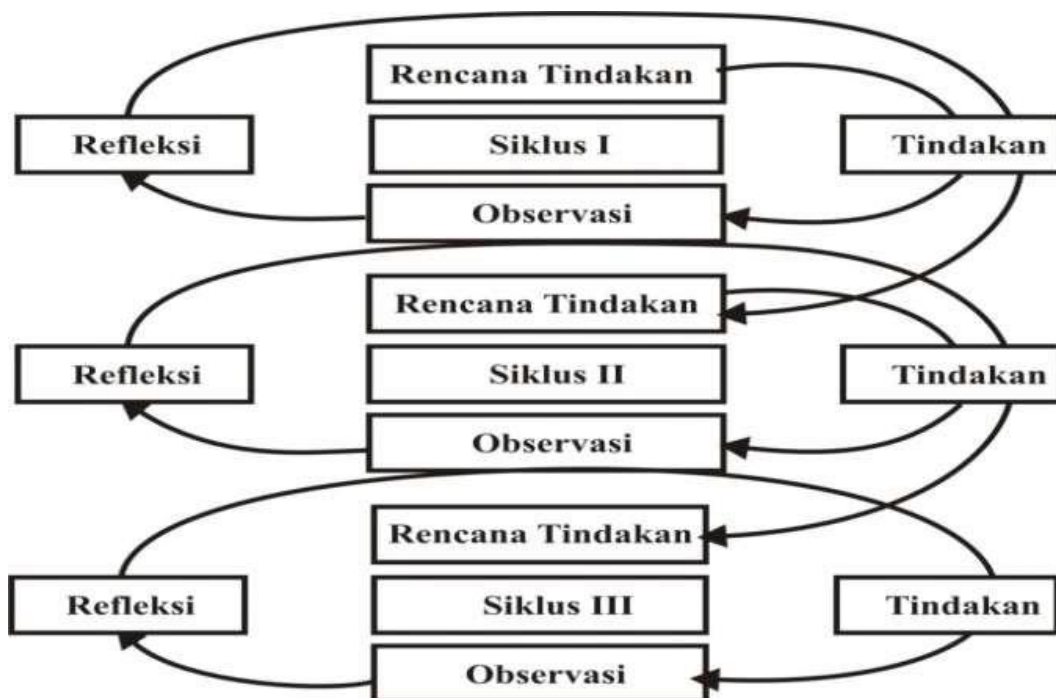 Rencana Tindakan
Refleksi
Siklus I
Tindakan
Observasi
Rencana Tindakan
Refleksi
Siklus II
Tindakan
Observasi
Rencana Tindakan
Refleksi
Siklus III
Tindakan
Observasi